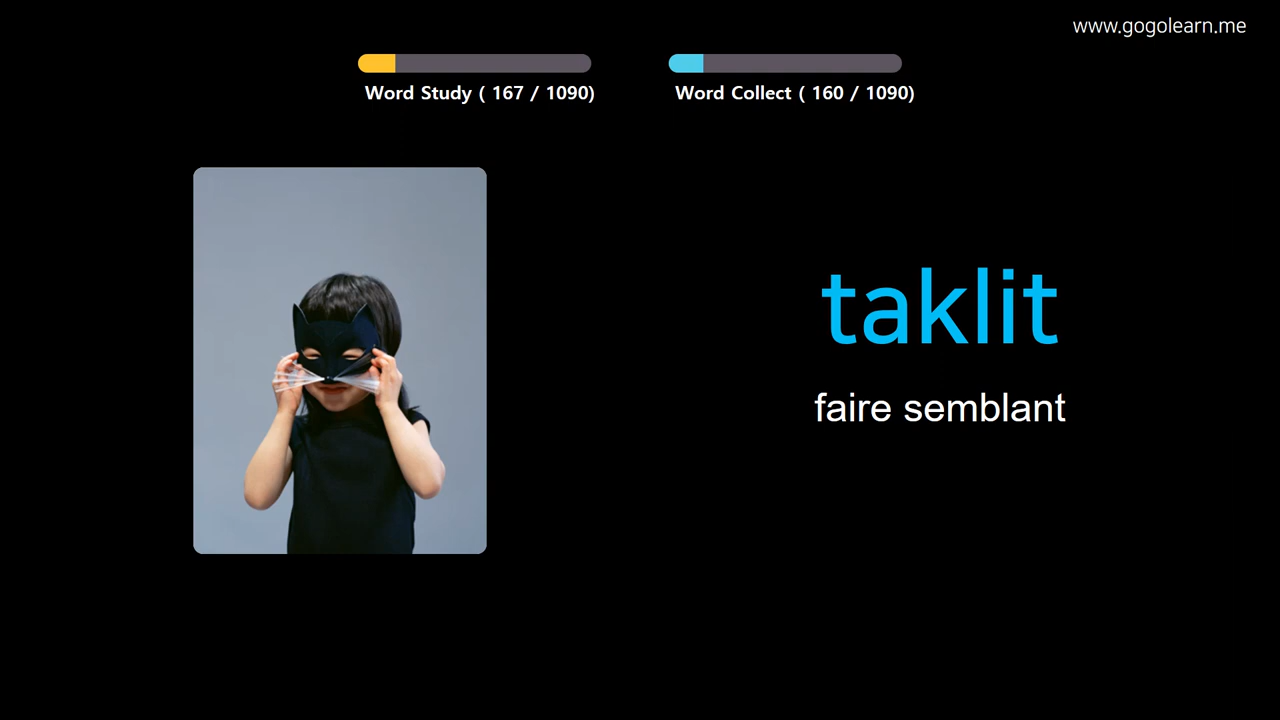 www.gogolearn.me
Word Study ( 167 / 1090)
Word Collect ( 160 / 1090)
taklit
faire semblant